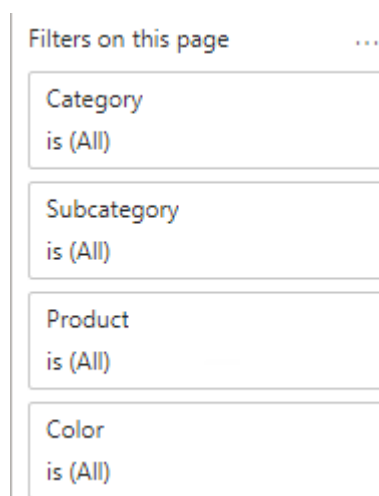 Filters on this page ...
Category
is (All)
Subcategory
is (All)
Product
is (All)
Color
is (All)